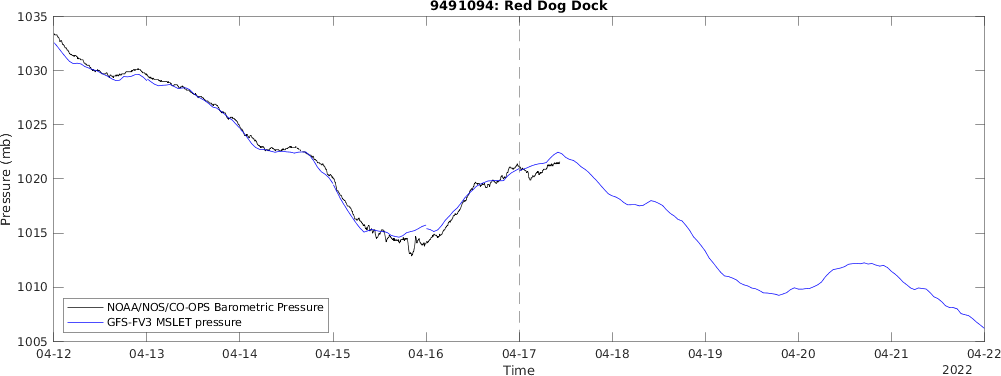 9491094: Red Dog Dock
Pressure (mb)
1035
1030
1025
1020
1015
1010
1005
NOAA/NOS/CO-OPS Barometric Pressure
GFS-FV3 MSLET pressure
04-12 04-13 04-14 04-15 04-16 04-17 04-18 04-19 04-20 04-21 04-22
Time
2022